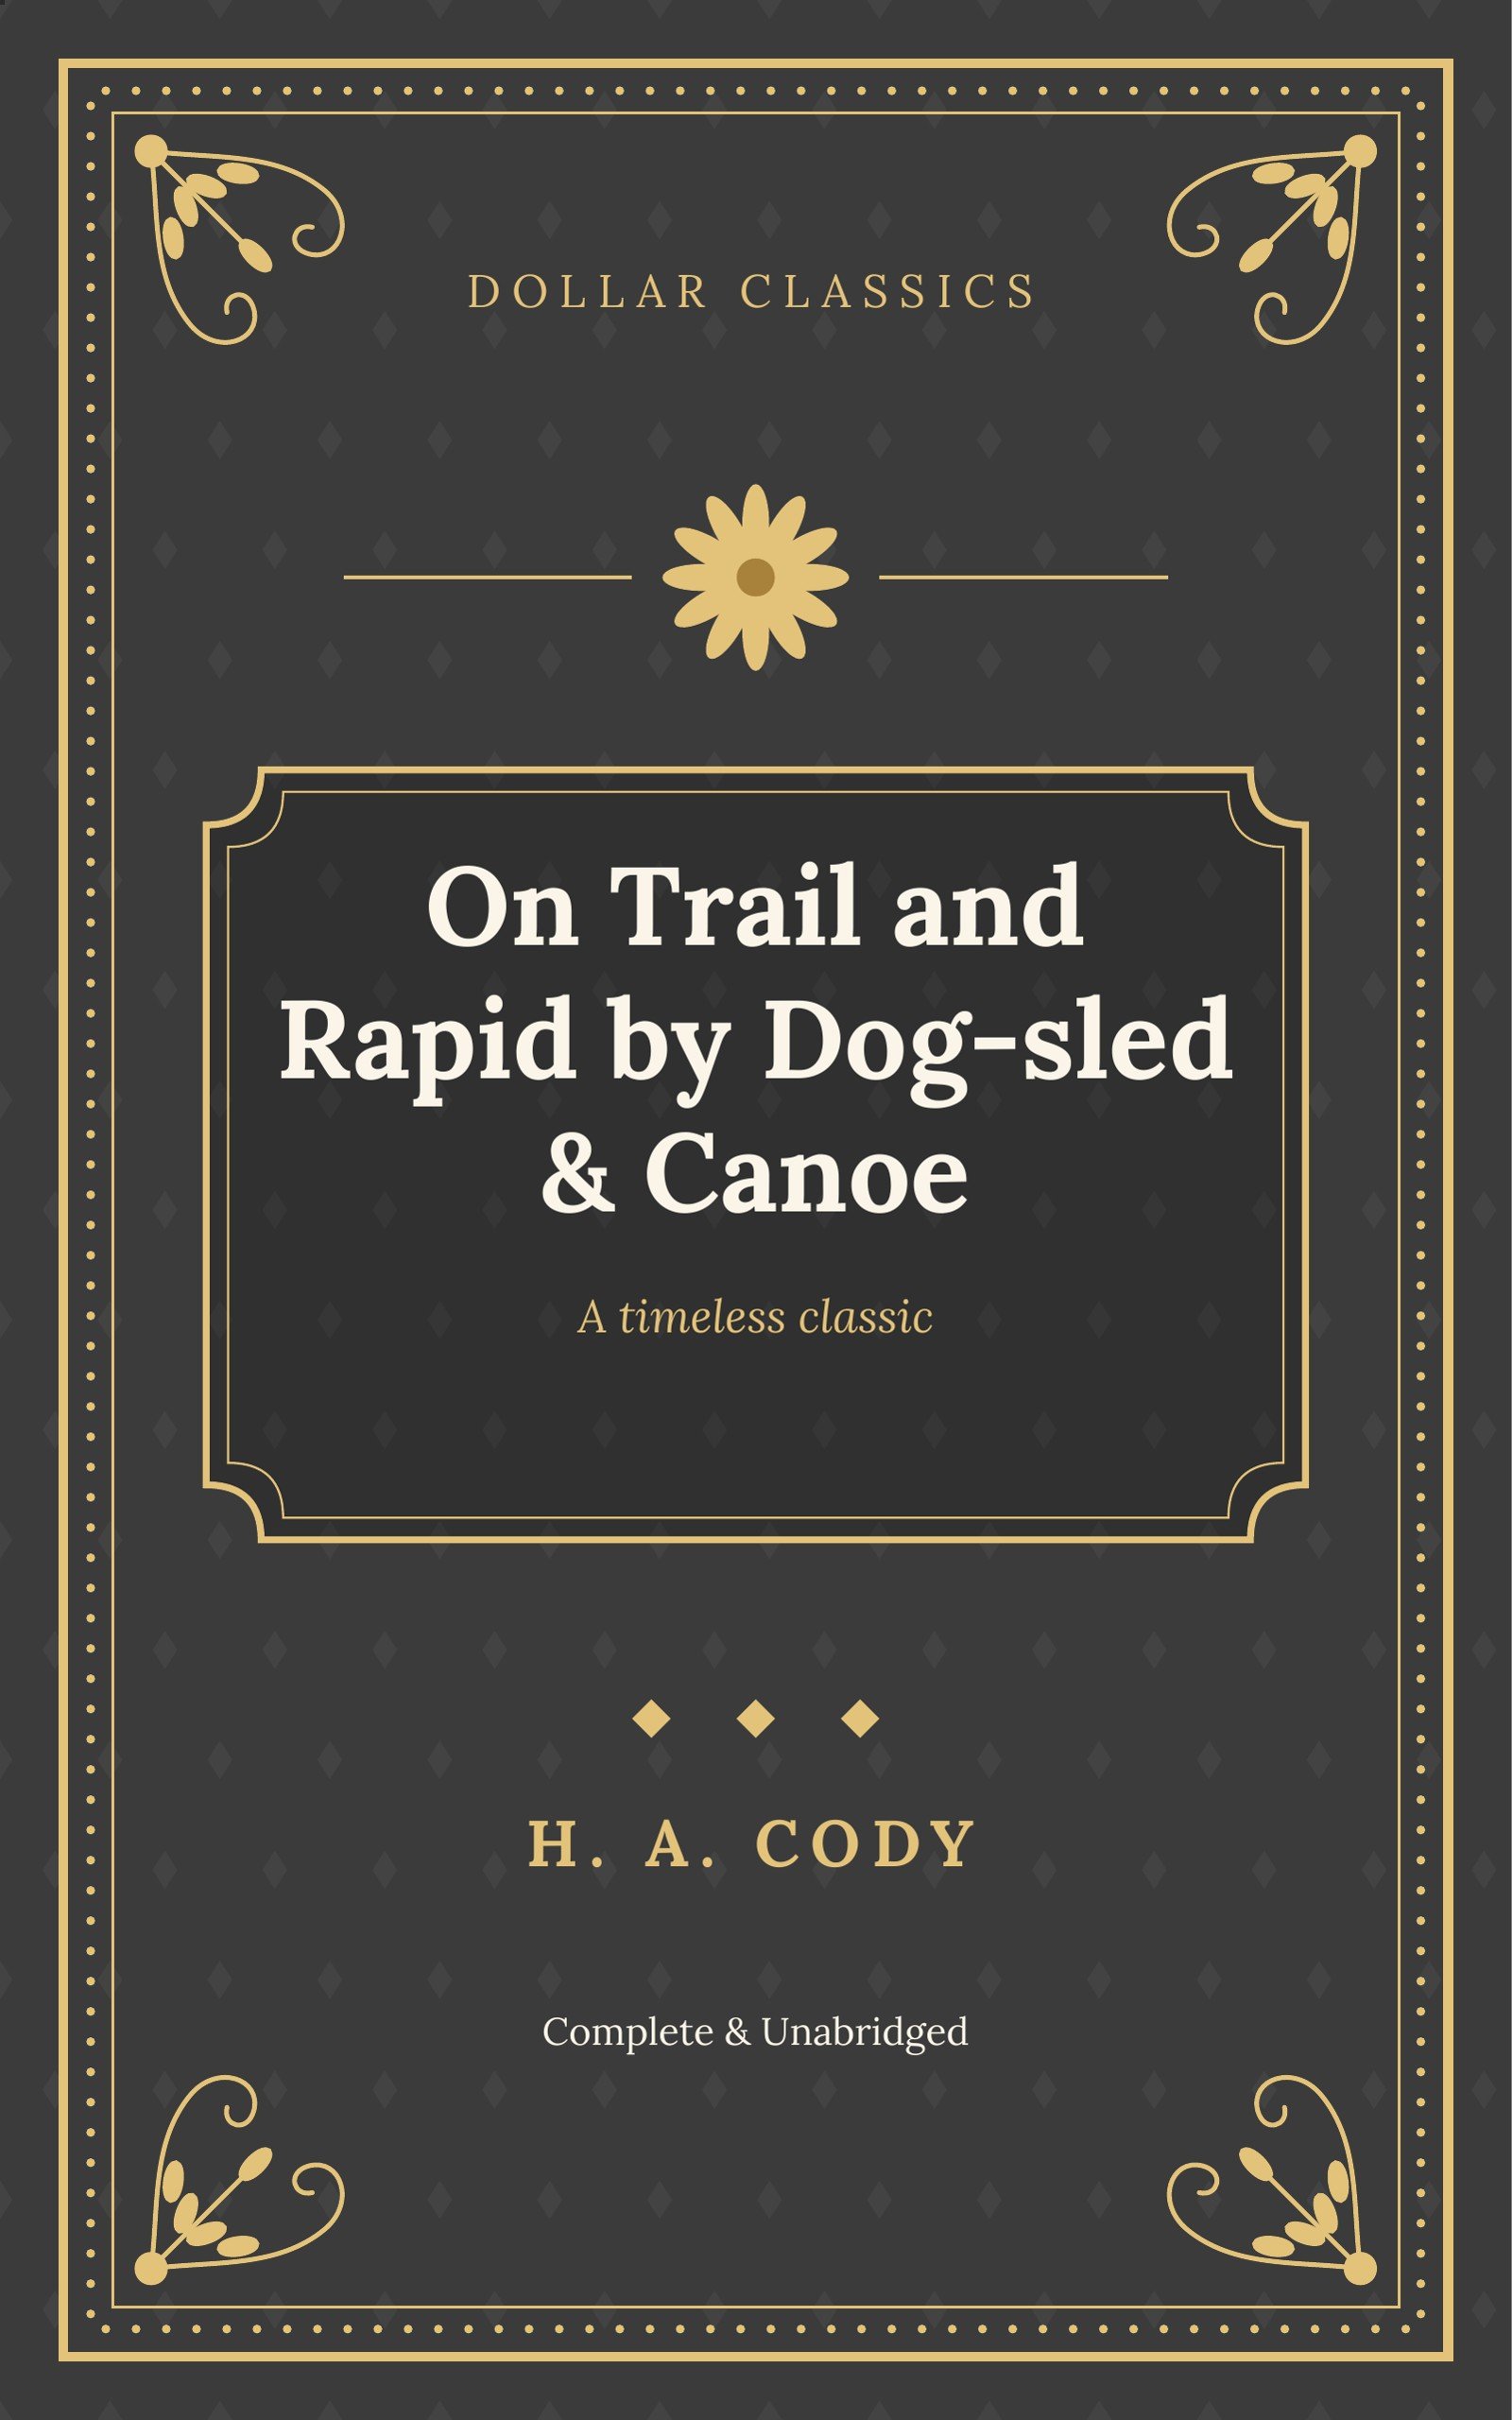 DOLLAR CLASSICS
On Trail and
Rapid by Dog-sled
& Canoe
A timeless classic
H. A. CODY
Complete & Unabridged